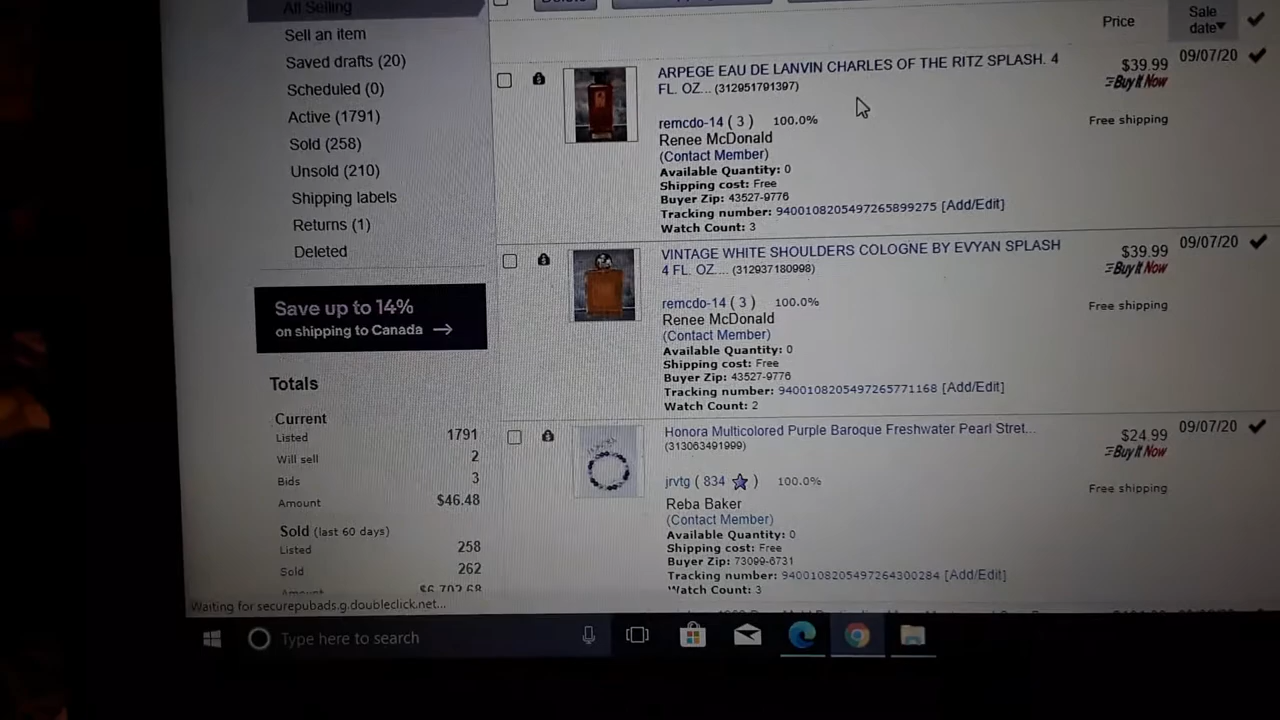 All Selling
Sell an item
Saved drafts (20)
Scheduled (0)
Active (1791)
Sold (258)
Unsold (210)
Shipping labels
Returns (1)
Deleted
Save up to 14%
on shipping to Canada →
Totals
Current
Listed 1791
Will sell 2
Bids 3
Amount $46.48
Sold (last 60 days)
Listed 258
Sold 262
Waiting for securepubads.g.doubleclick.net...
Price
Sale date
ARPEGE EAU DE LANVIN CHARLES OF THE RITZ SPLASH. 4
FL. OZ... (312951791397)
remcdo-14 ( 3 ) 100.0%
Renee McDonald
(Contact Member)
Available Quantity: 0
Shipping cost: Free
Buyer Zip: 43527-9776
Tracking number: 9400108205497265899275 [Add/Edit]
Watch Count: 3
$39.99
Buy It Now
Free shipping
09/07/20
VINTAGE WHITE SHOULDERS COLOGNE BY EVYAN SPLASH
4 FL. OZ.... (312937180998)
remcdo-14 ( 3 ) 100.0%
Renee McDonald
(Contact Member)
Available Quantity: 0
Shipping cost: Free
Buyer Zip: 43527-9776
Tracking number: 9400108205497265771168 [Add/Edit]
Watch Count: 2
$39.99
Buy It Now
Free shipping
09/07/20
Honora Multicolored Purple Baroque Freshwater Pearl Stret...
(313063491999)
jrvtg ( 834 ) 100.0%
Reba Baker
(Contact Member)
Available Quantity: 0
Shipping cost: Free
Buyer Zip: 73099-6731
Tracking number: 9400108205497264300284 [Add/Edit]
Watch Count: 3
$24.99
Buy It Now
Free shipping
09/07/20
Type here to search